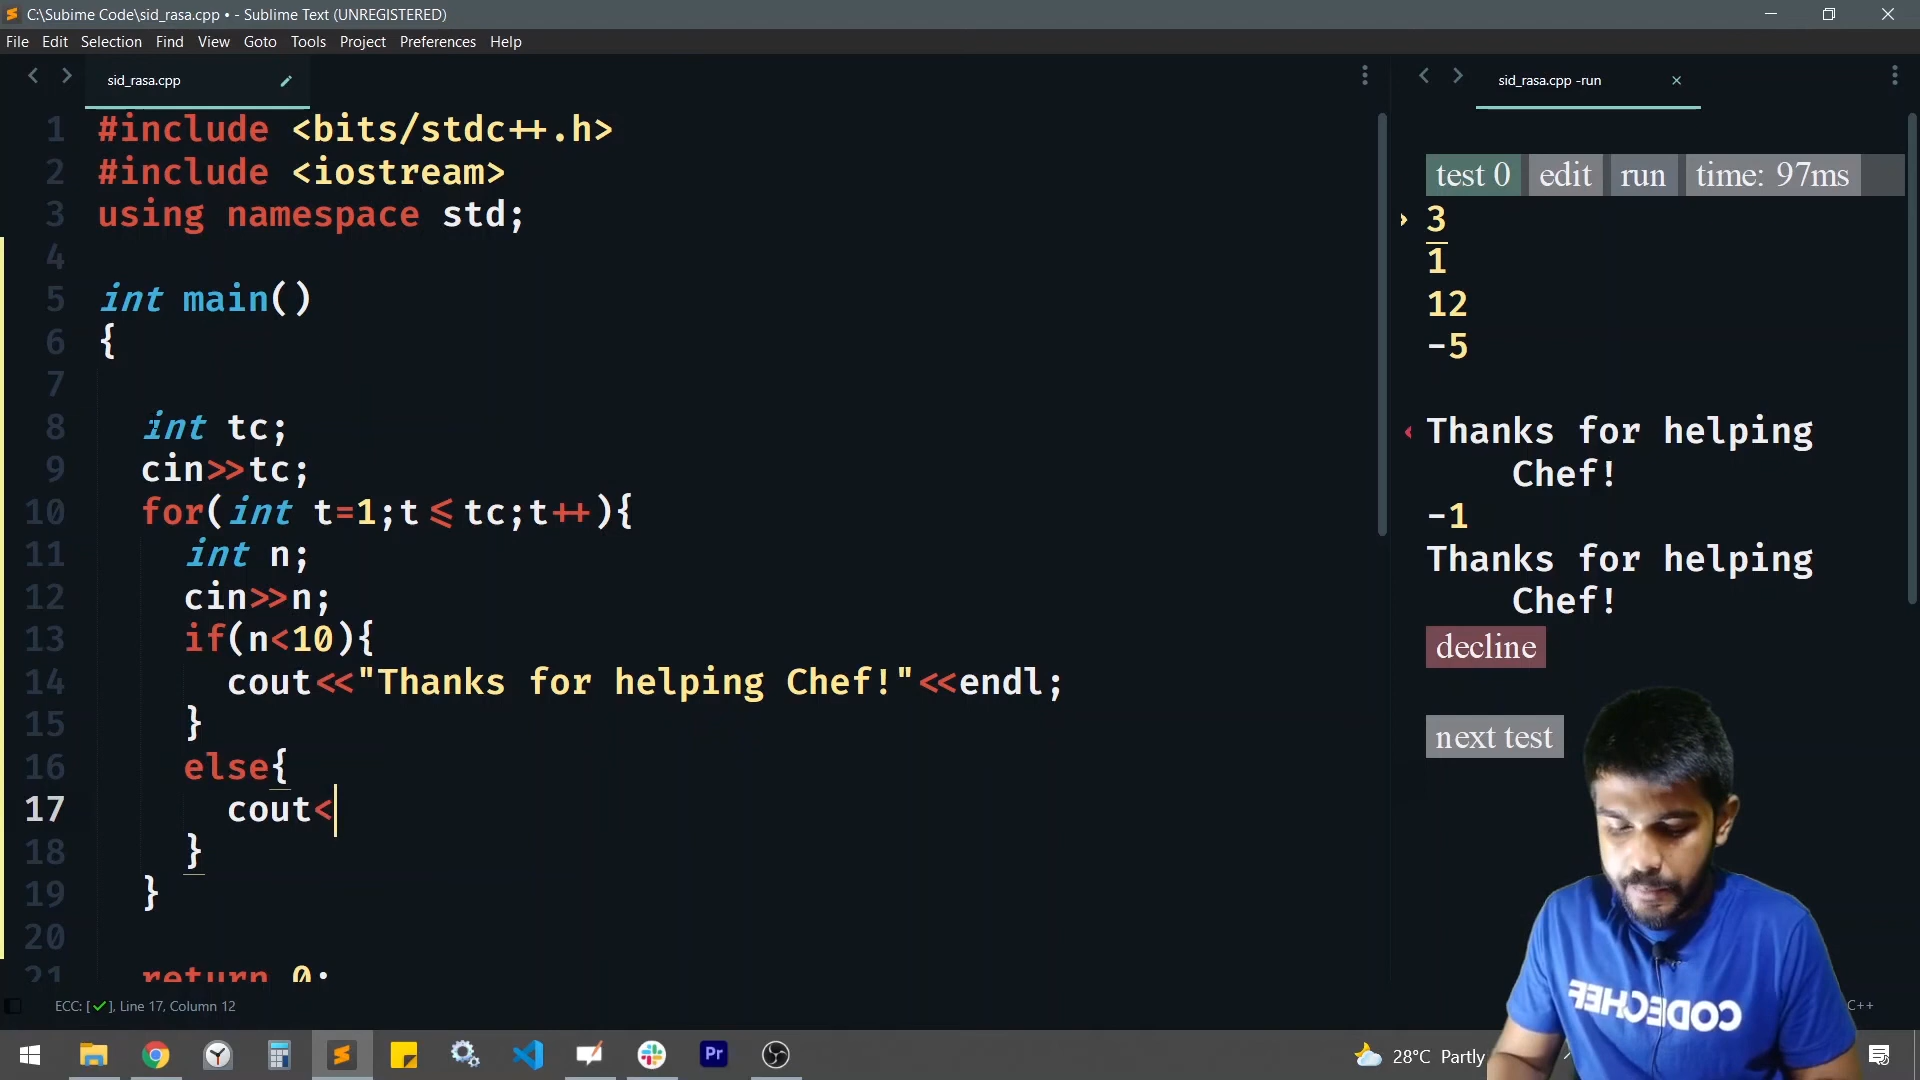 C:\Subime Code\sid_rasa.cpp • - Sublime Text (UNREGISTERED)
File Edit Selection Find View Goto Tools Project Preferences Help
sid_rasa.cpp
1 #include <bits/stdc++.h>
2 #include <iostream>
3 using namespace std;
4
5 int main()
6 {
7
8 int tc;
9 cin>>tc;
10 for(int t=1;t<=tc;t++){
11 int n;
12 cin>>n;
13 if(n<10){
14 cout<<"Thanks for helping Chef!"<<endl;
15 }
16 else{
17 cout<
18 }
19 }
20
21 return 0;
ECC: [✓], Line 17, Column 12
sid_rasa.cpp -run
test 0 edit run time: 97ms
3
1
12
-5
Thanks for helping
Chef!
-1
Thanks for helping
Chef!
decline
next test
CODECHEF
C++
Pr
28°C Partly